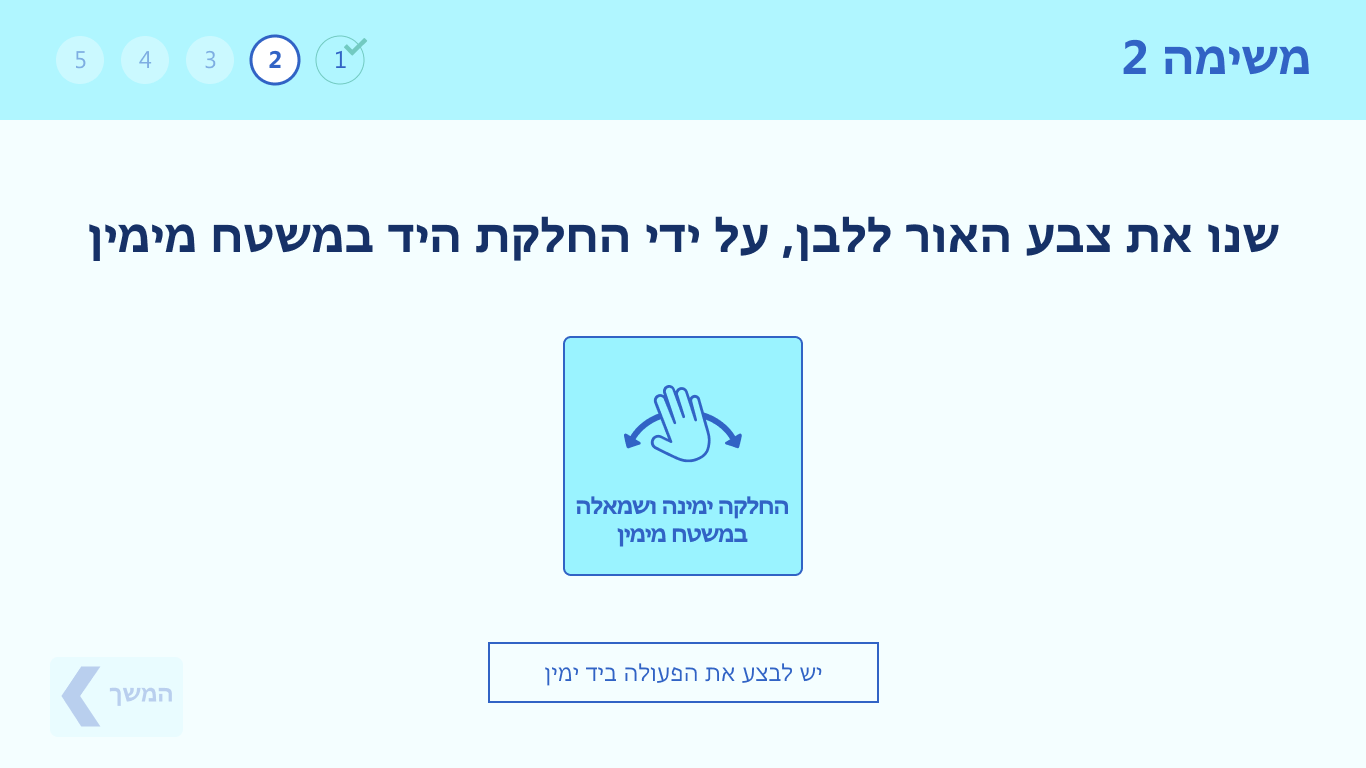 משימה 2
1
2
3
4
5
שנו את צבע האור ללבן, על ידי החלקת היד במשטח מימין
החלקה ימינה ושמאלה
במשטח מימין
יש לבצע את הפעולה ביד ימין
המשך